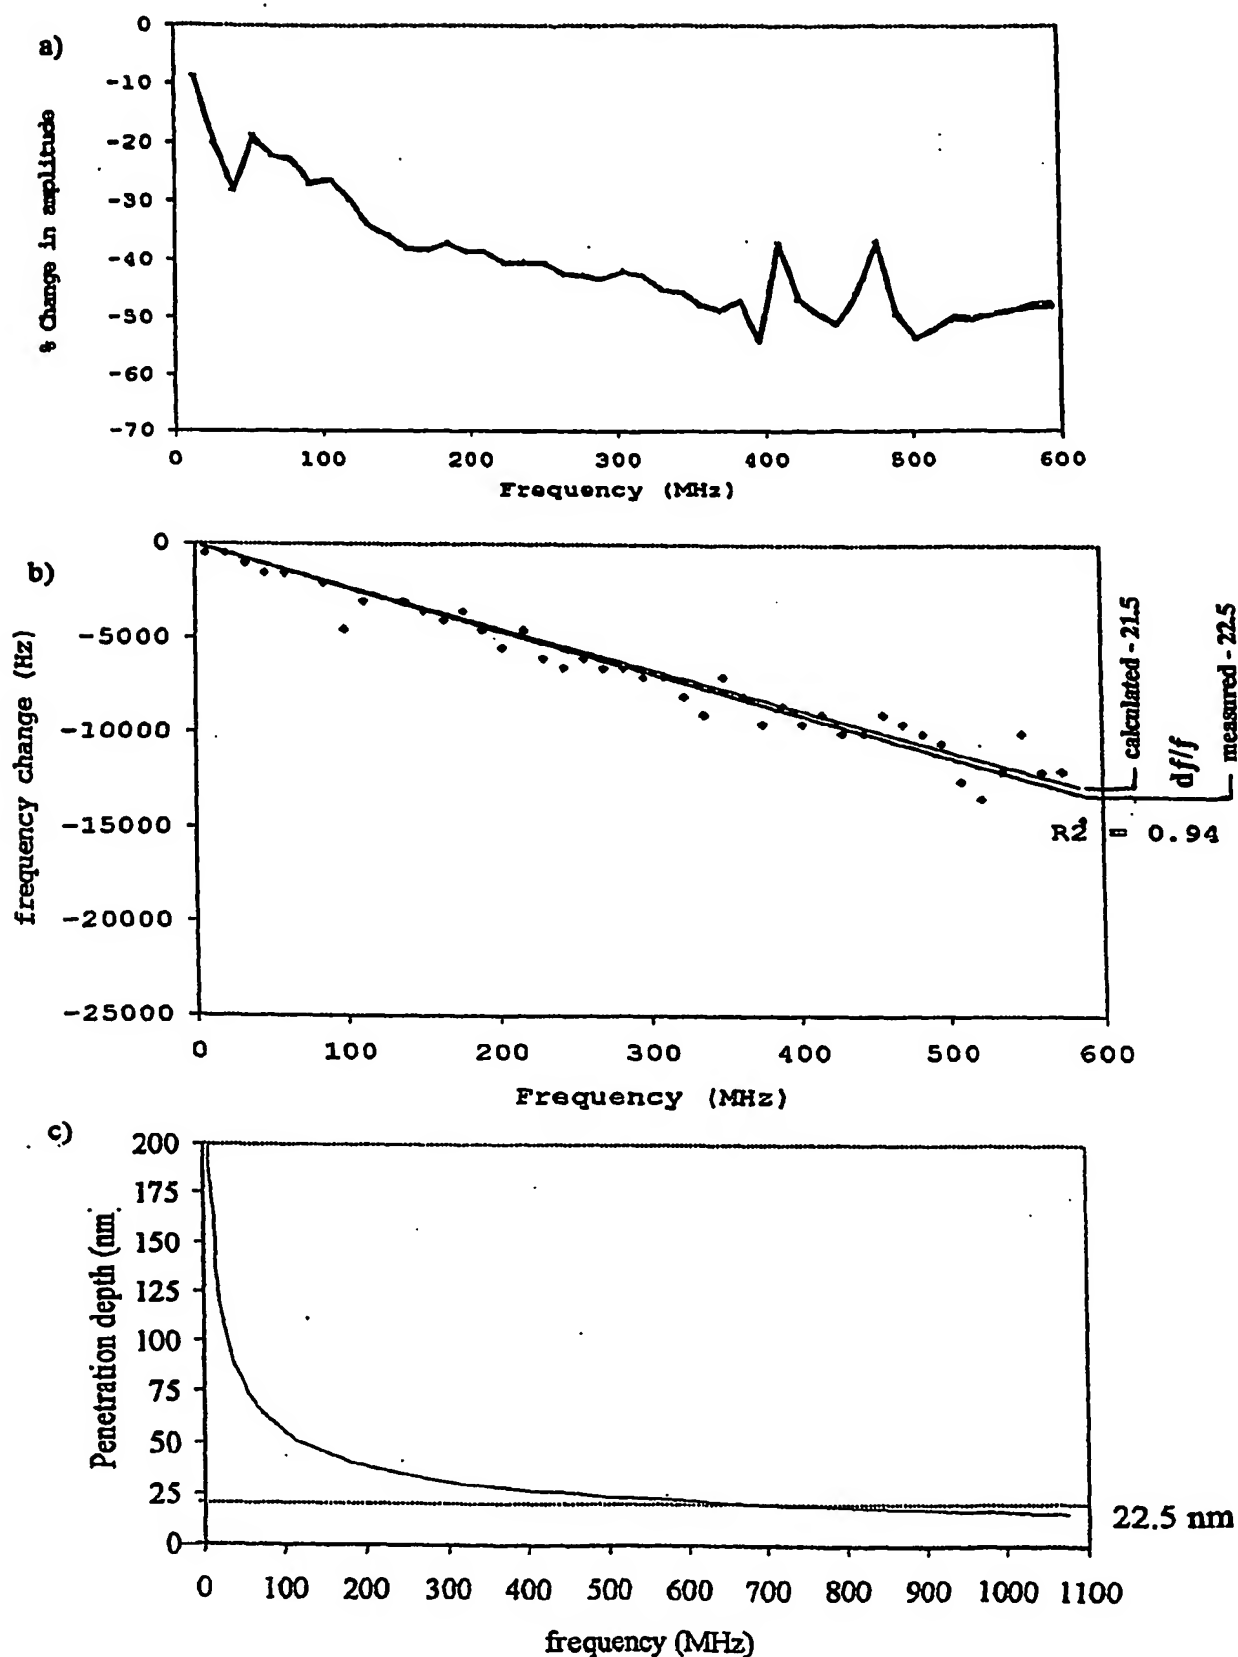 a)
% Change in amplitude
0
-10
-20
-30
-40
-50
-60
-70
0 100 200 300 400 500 600
Frequency (MHz)
b)
frequency change (Hz)
0
-5000
-10000
-15000
-20000
-25000
0 100 200 300 400 500 600
Frequency (MHz)
calculated - 21.5
df/f
measured - 22.5
R2 = 0.94
c)
Penetration depth (nm)
200
175
150
125
100
75
50
25
0
22.5 nm
0 100 200 300 400 500 600 700 800 900 1000 1100
frequency (MHz)